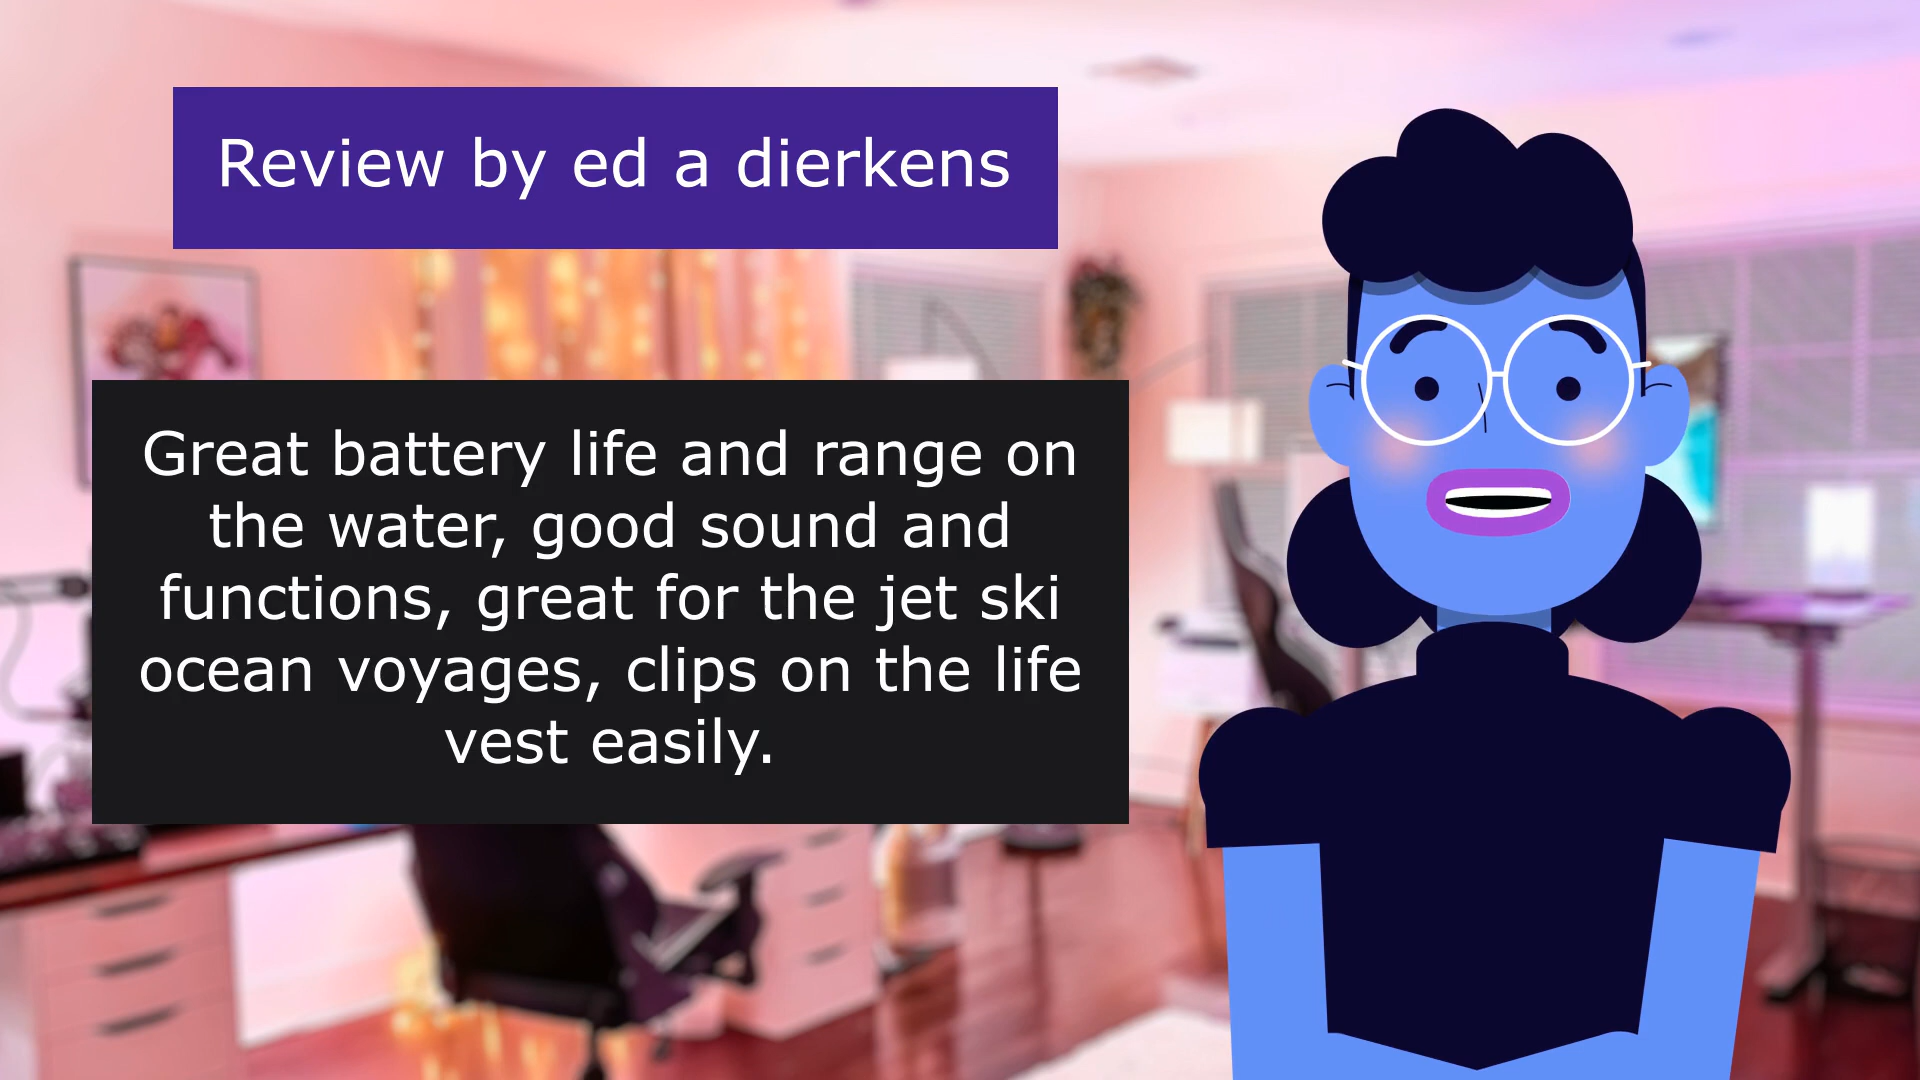 Review by ed a dierkens
Great battery life and range on
the water, good sound and
functions, great for the jet ski
ocean voyages, clips on the life
vest easily.